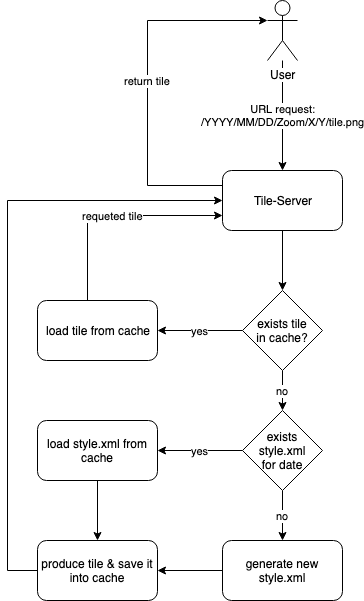 return tile
User
URL request:
/YYYY/MM/DD/Zoom/X/Y/tile.png
Tile-Server
requeted tile
load tile from cache
yes
exists tile
in cache?
no
load style.xml from
cache
yes
exists
style.xml
for date
no
produce tile & save it
into cache
generate new
style.xml